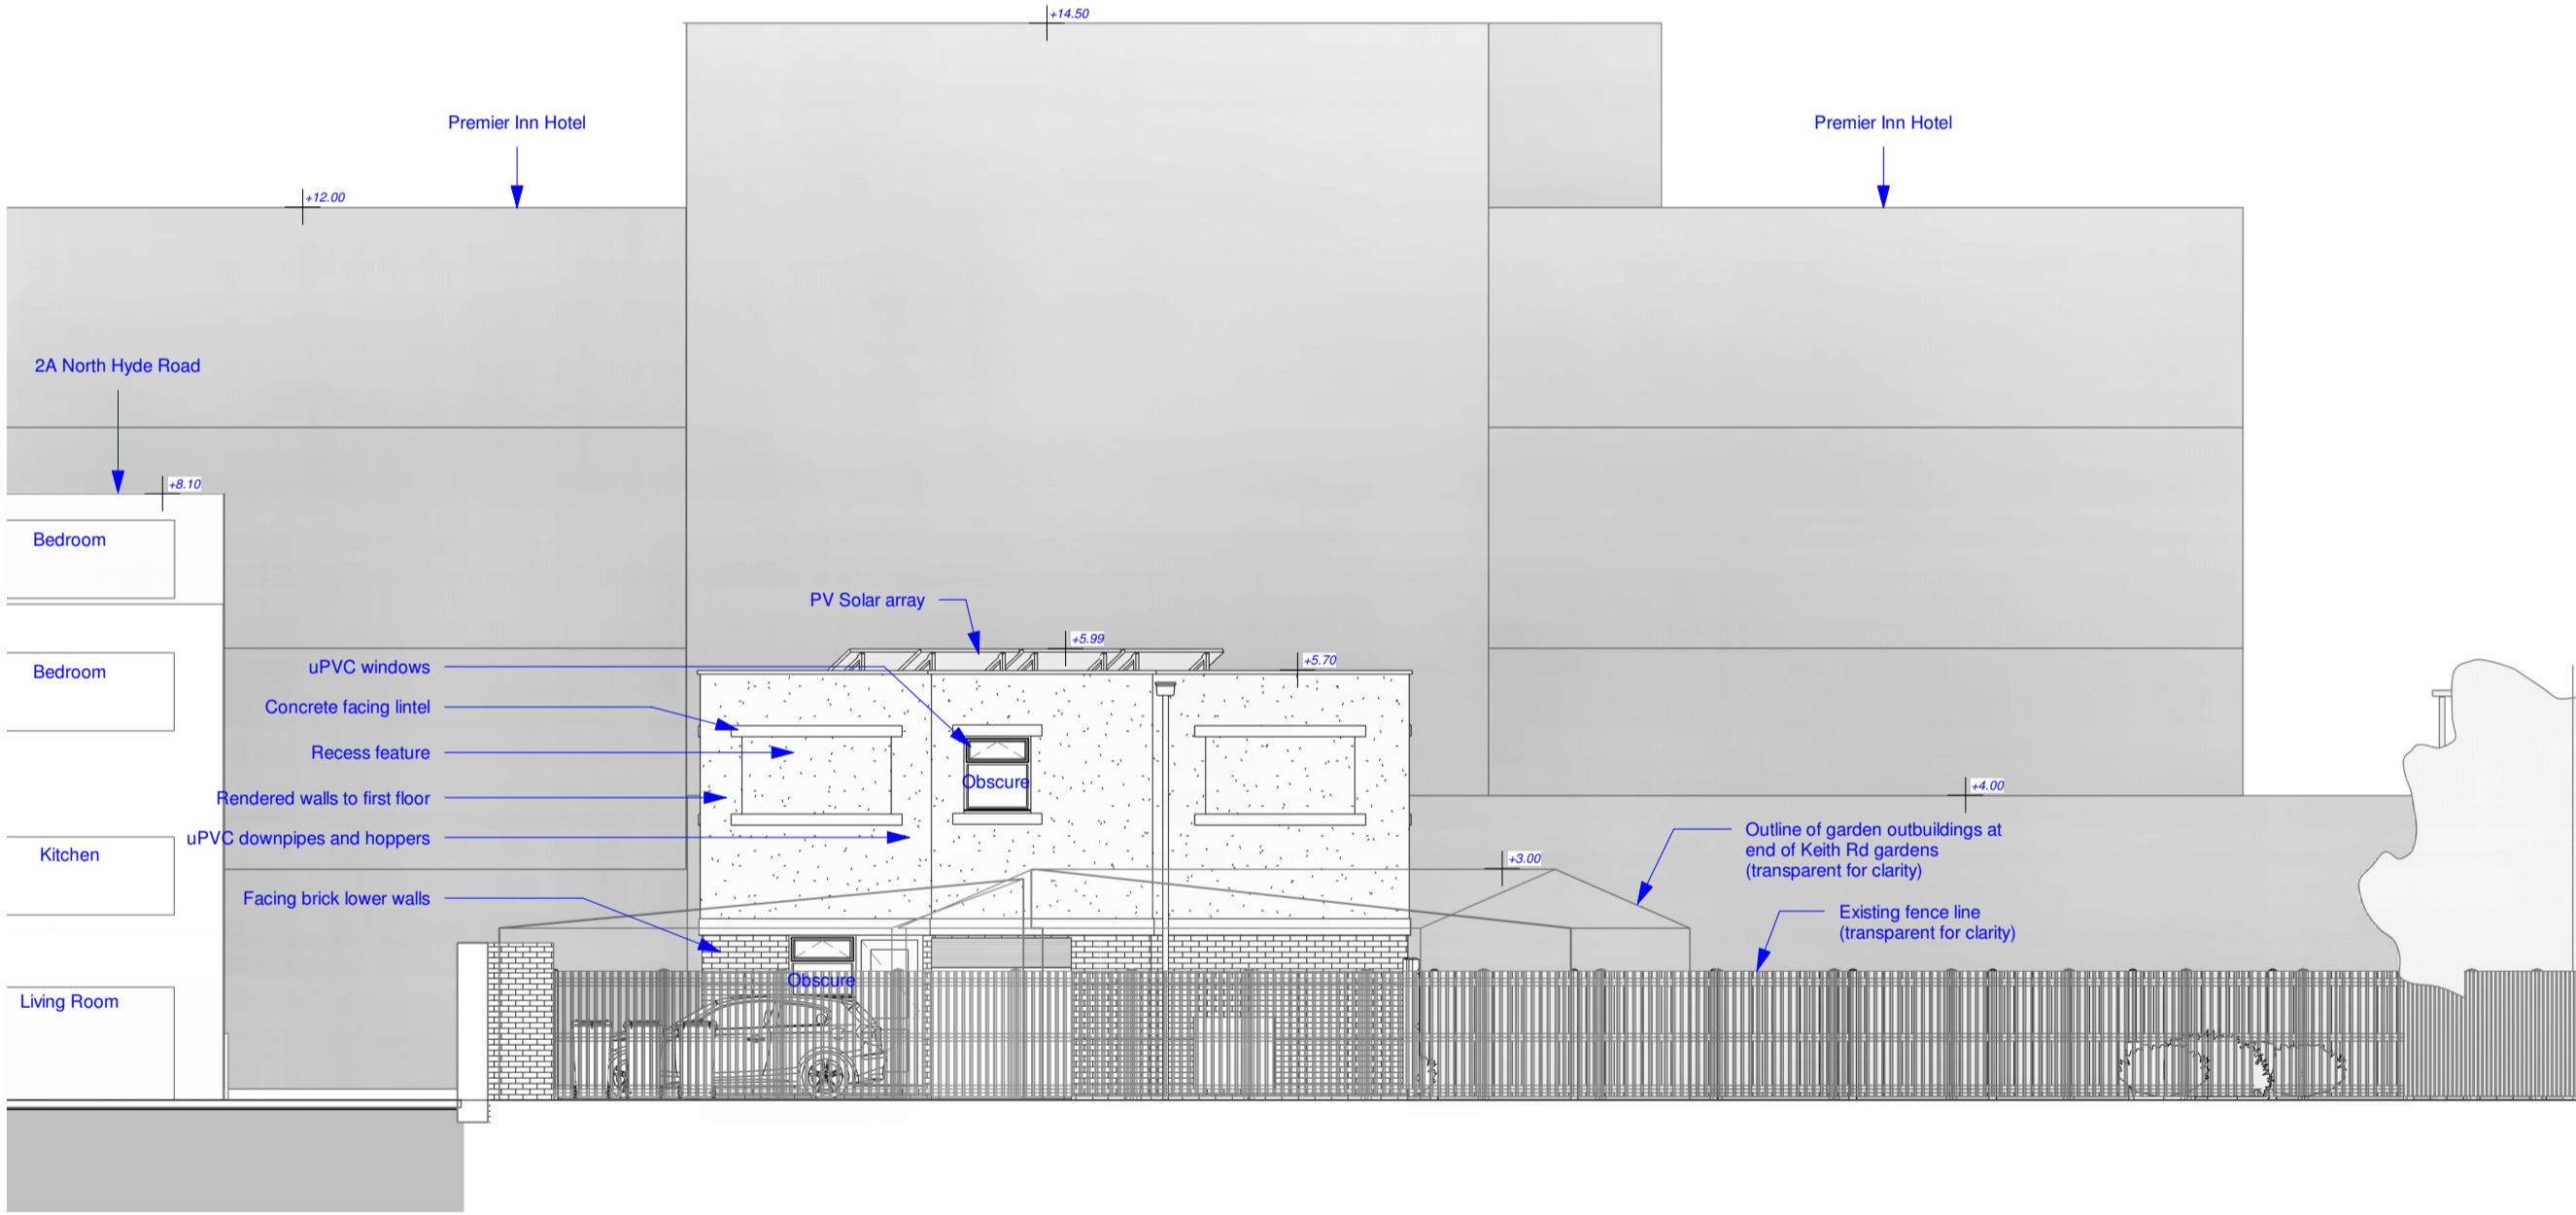 +14.50
Premier Inn Hotel
Premier Inn Hotel
+12.00
2A North Hyde Road
+8.10
Bedroom
PV Solar array
+5.99
uPVC windows
+5.70
Bedroom
Concrete facing lintel
Recess feature
Obscure
+4.00
Rendered walls to first floor
uPVC downpipes and hoppers
Kitchen
Outline of garden outbuildings at
end of Keith Rd gardens
(transparent for clarity)
+3.00
Facing brick lower walls
Existing fence line
(transparent for clarity)
Obscure
Living Room